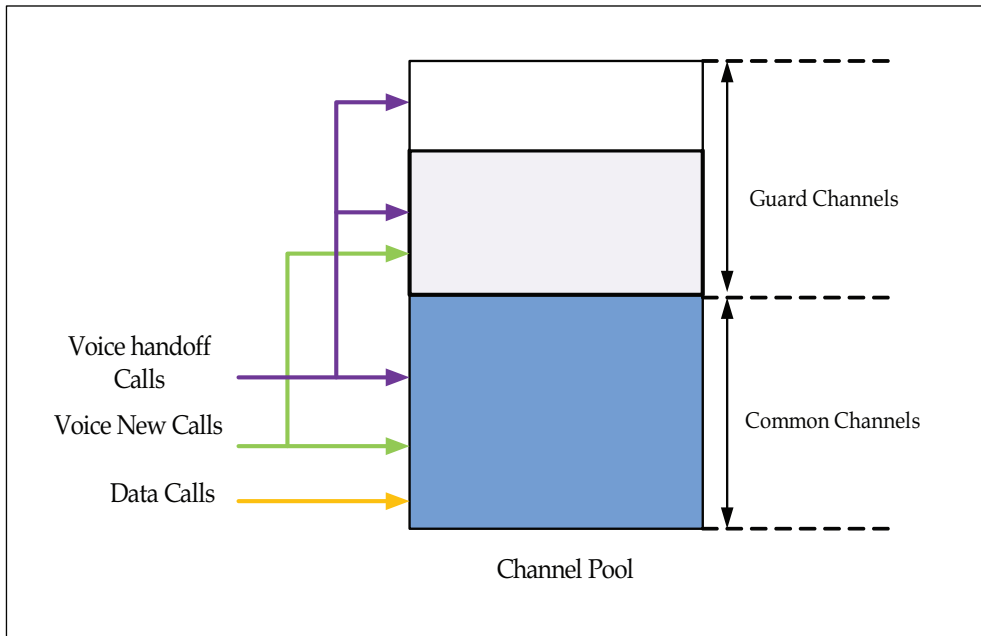 Guard Channels
Voice handoff
Calls
Voice New Calls
Common Channels
Data Calls
Channel Pool